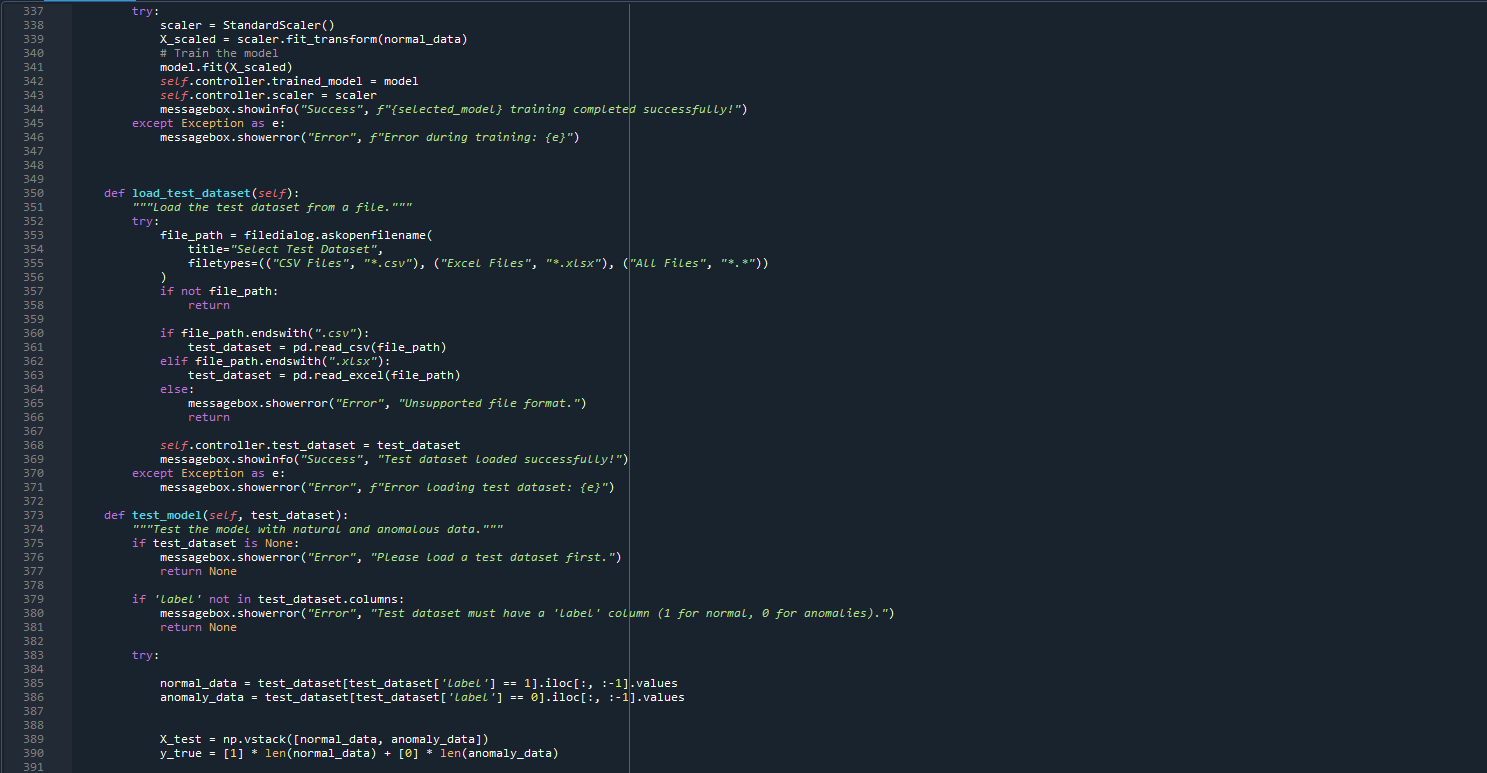 337 try:
338 scaler = StandardScaler()
339 X_scaled = scaler.fit_transform(normal_data)
340 # Train the model
341 model.fit(X_scaled)
342 self.controller.trained_model = model
343 self.controller.scaler = scaler
344 messagebox.showinfo("Success", f"{selected_model} training completed successfully!")
345 except Exception as e:
346 messagebox.showerror("Error", f"Error during training: {e}")
347
348
349
350 def load_test_dataset(self):
351 """Load the test dataset from a file."""
352 try:
353 file_path = filedialog.askopenfilename(
354 title="Select Test Dataset",
355 filetypes=(("CSV Files", "*.csv"), ("Excel Files", "*.xlsx"), ("All Files", "*.*"))
356 )
357 if not file_path:
358 return
359
360 if file_path.endswith(".csv"):
361 test_dataset = pd.read_csv(file_path)
362 elif file_path.endswith(".xlsx"):
363 test_dataset = pd.read_excel(file_path)
364 else:
365 messagebox.showerror("Error", "Unsupported file format.")
366 return
367
368 self.controller.test_dataset = test_dataset
369 messagebox.showinfo("Success", "Test dataset loaded successfully!")
370 except Exception as e:
371 messagebox.showerror("Error", f"Error loading test dataset: {e}")
372
373 def test_model(self, test_dataset):
374 """Test the model with natural and anomalous data."""
375 if test_dataset is None:
376 messagebox.showerror("Error", "Please load a test dataset first.")
377 return None
378
379 if 'label' not in test_dataset.columns:
380 messagebox.showerror("Error", "Test dataset must have a 'label' column (1 for normal, 0 for anomalies).")
381 return None
382
383 try:
384
385 normal_data = test_dataset[test_dataset['label'] == 1].iloc[:, :-1].values
386 anomaly_data = test_dataset[test_dataset['label'] == 0].iloc[:, :-1].values
387
388
389 X_test = np.vstack([normal_data, anomaly_data])
390 y_true = [1] * len(normal_data) + [0] * len(anomaly_data)
391